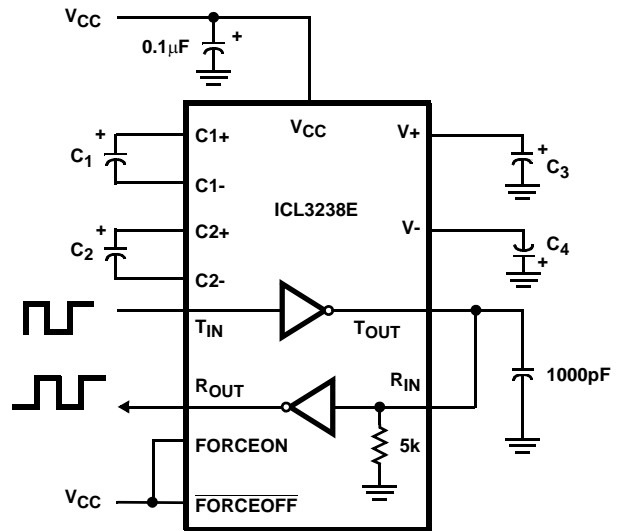 VCC
0.1μF
+
VCC
C1+
V+
+
C1
+
C3
C1-
ICL3238E
C2+
V-
+
C2
C4
+
C2-
TIN
TOUT
1000pF
ROUT
RIN
5k
FORCEON
VCC
FORCEOFF